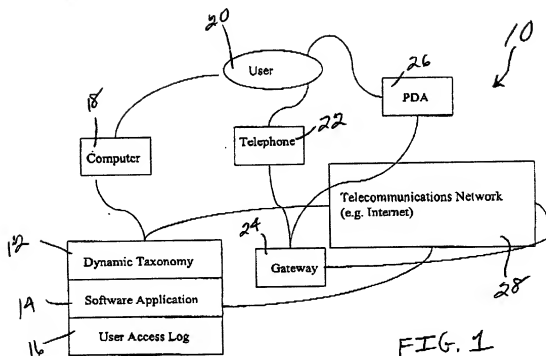 20
10
User
26
PDA
18
Computer
Telephone
22
Telecommunications Network
(e.g. Internet)
24
Gateway
28
12
Dynamic Taxonomy
14
Software Application
16
User Access Log
FIG. 1